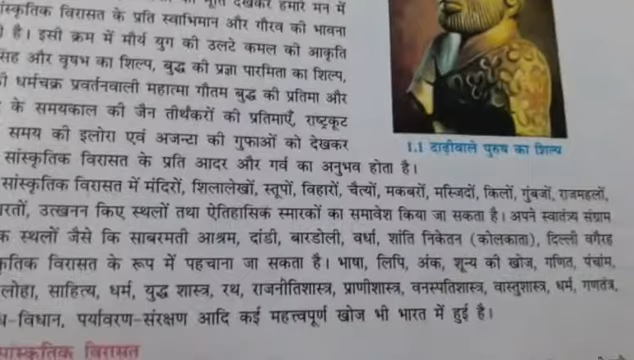 मूर्ति देखकर हमारे मन में
स्कृतिक विरासत के प्रति स्वाभिमान और गौरव की भावना
है। इसी क्रम में मौर्य युग की उलटे कमल की आकृति
सिंह और वृषभ का शिल्प, बुद्ध की प्रज्ञा पारमिता का शिल्प,
की धर्मचक्र प्रवर्तनवाली महात्मा गौतम बुद्ध की प्रतिमा और
के समयकाल की जैन तीर्थंकरों की प्रतिमाएँ, राष्ट्रकूट
समय की इलोरा एवं अजन्टा की गुफाओं को देखकर
सांस्कृतिक विरासत के प्रति आदर और गर्व का अनुभव होता है।
1.1 दाढ़ीवाले पुरुष का शिल्प
सांस्कृतिक विरासत में मंदिरों, शिलालेखों, स्तूपों, विहारों, चैत्यों, मकबरों, मस्जिदों, किलों, गुंबजों, राजमहलों,
रतों, उत्खनन किए स्थलों तथा ऐतिहासिक स्मारकों का समावेश किया जा सकता है। अपने स्वातंत्र्य संग्राम
क स्थलों जैसे कि साबरमती आश्रम, दांडी, बारडोली, वर्धा, शांति निकेतन (कोलकाता), दिल्ली वगैरह
कृतिक विरासत के रूप में पहचाना जा सकता है। भाषा, लिपि, अंक, शून्य की खोज, गणित, पंचांम,
लोहा, साहित्य, धर्म, युद्ध शास्त्र, रथ, राजनीतिशास्त्र, प्राणीशास्त्र, वनस्पतिशास्त्र, वास्तुशास्त्र, धर्म, गणतंत्र,
-विधान, पर्यावरण-संरक्षण आदि कई महत्त्वपूर्ण खोज भी भारत में हुई है।
सांस्कृतिक विरासत